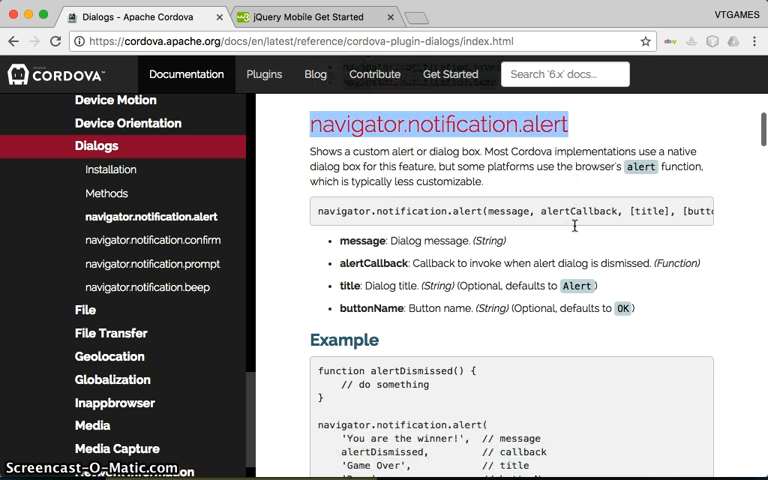 Dialogs - Apache Cordova
jQuery Mobile Get Started
VTGAMES
https://cordova.apache.org/docs/en/latest/reference/cordova-plugin-dialogs/index.html
APACHE
CORDOVA™
Documentation
Plugins
Blog
Contribute
Get Started
Search '6.x' docs...
Device Motion
Device Orientation
Dialogs
Installation
Methods
navigator.notification.alert
navigator.notification.confirm
navigator.notification.prompt
navigator.notification.beep
File
File Transfer
Geolocation
Globalization
Inappbrowser
Media
Media Capture
Network Information
Screencast-O-Matic.com
navigator.notification.alert
Shows a custom alert or dialog box. Most Cordova implementations use a native
dialog box for this feature, but some platforms use the browser's alert function,
which is typically less customizable.
navigator.notification.alert(message, alertCallback, [title], [butto
message: Dialog message. (String)
alertCallback: Callback to invoke when alert dialog is dismissed. (Function)
title: Dialog title. (String) (Optional, defaults to Alert)
buttonName: Button name. (String) (Optional, defaults to OK)
Example
function alertDismissed() {
// do something
}
navigator.notification.alert(
'You are the winner!', // message
alertDismissed, // callback
'Game Over', // title